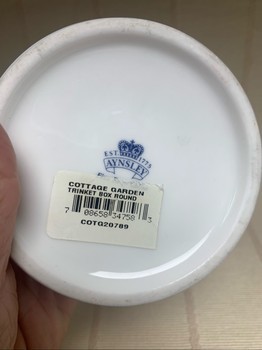 EST. 1775
AYNSLEY
COTTAGE GARDEN
TRINKET BOX ROUND
7 08658 34758 3
COTG20789